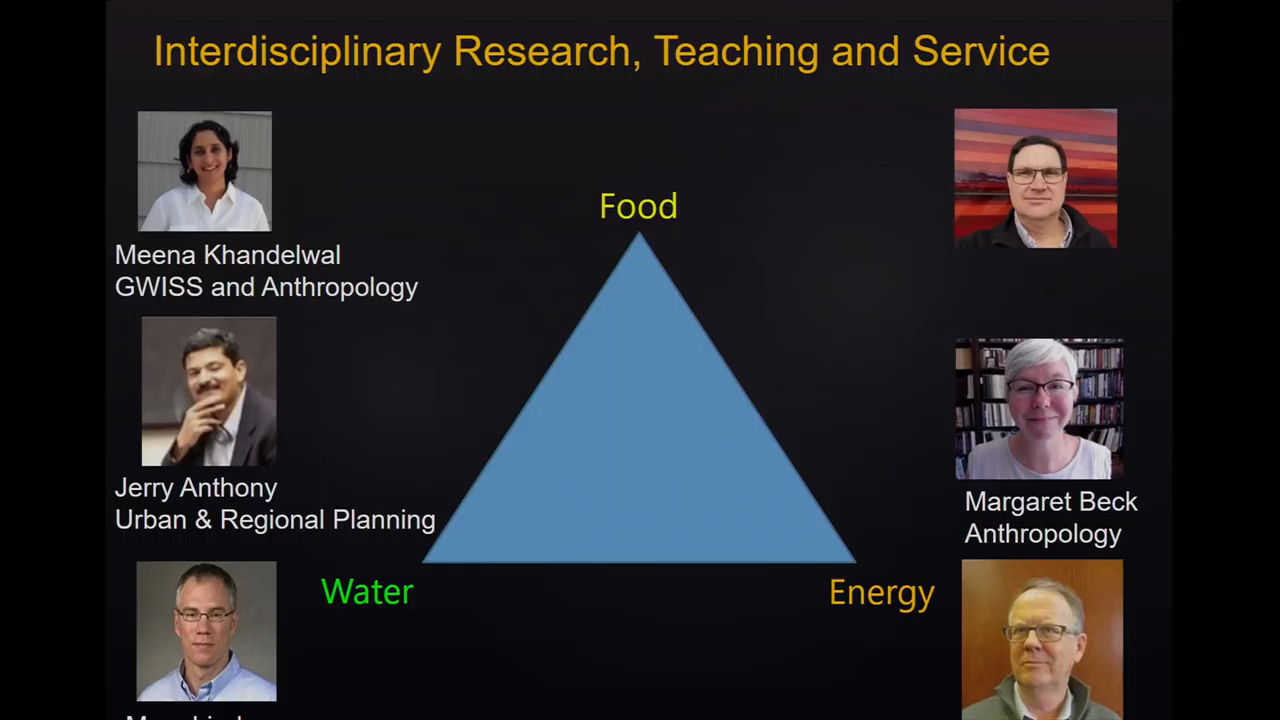 Interdisciplinary Research, Teaching and Service
Meena Khandelwal
GWISS and Anthropology
Food
Jerry Anthony
Urban & Regional Planning
Margaret Beck
Anthropology
Water
Energy